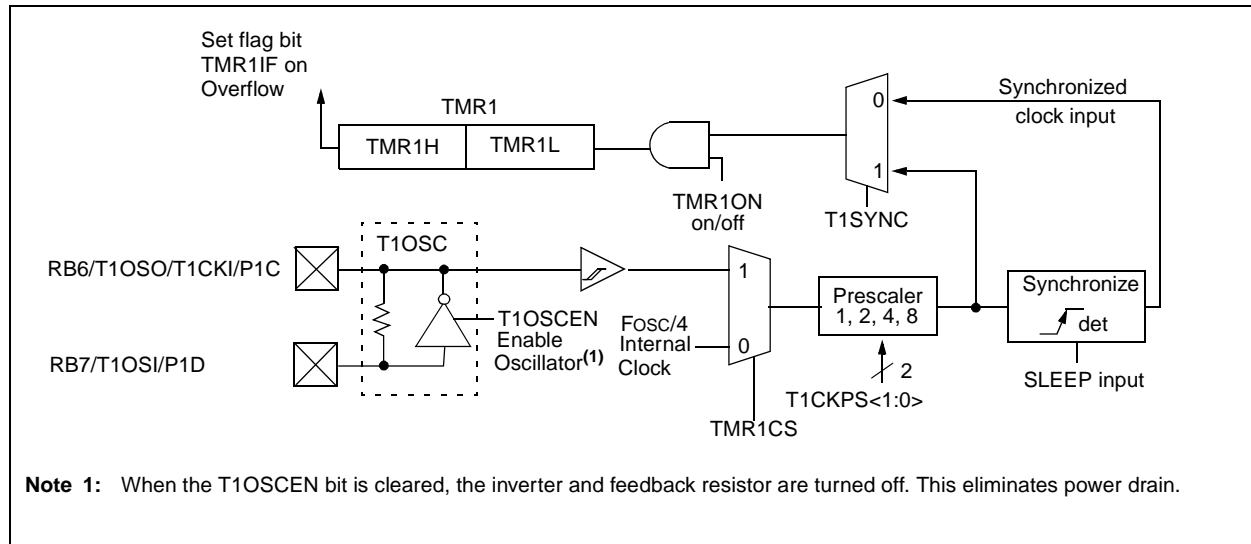 Set flag bit
TMR1IF on
Overflow
TMR1
TMR1H
TMR1L
TMR1ON
on/off
0
1
T1SYNC
Synchronized
clock input
RB6/T1OSO/T1CKI/P1C
RB7/T1OSI/P1D
T1OSC
T1OSCEN
Enable
Oscillator(1)
FOSC/4
Internal
Clock
1
0
TMR1CS
Prescaler
1, 2, 4, 8
2
T1CKPS<1:0>
Synchronize
det
SLEEP input
Note 1: When the T1OSCEN bit is cleared, the inverter and feedback resistor are turned off. This eliminates power drain.